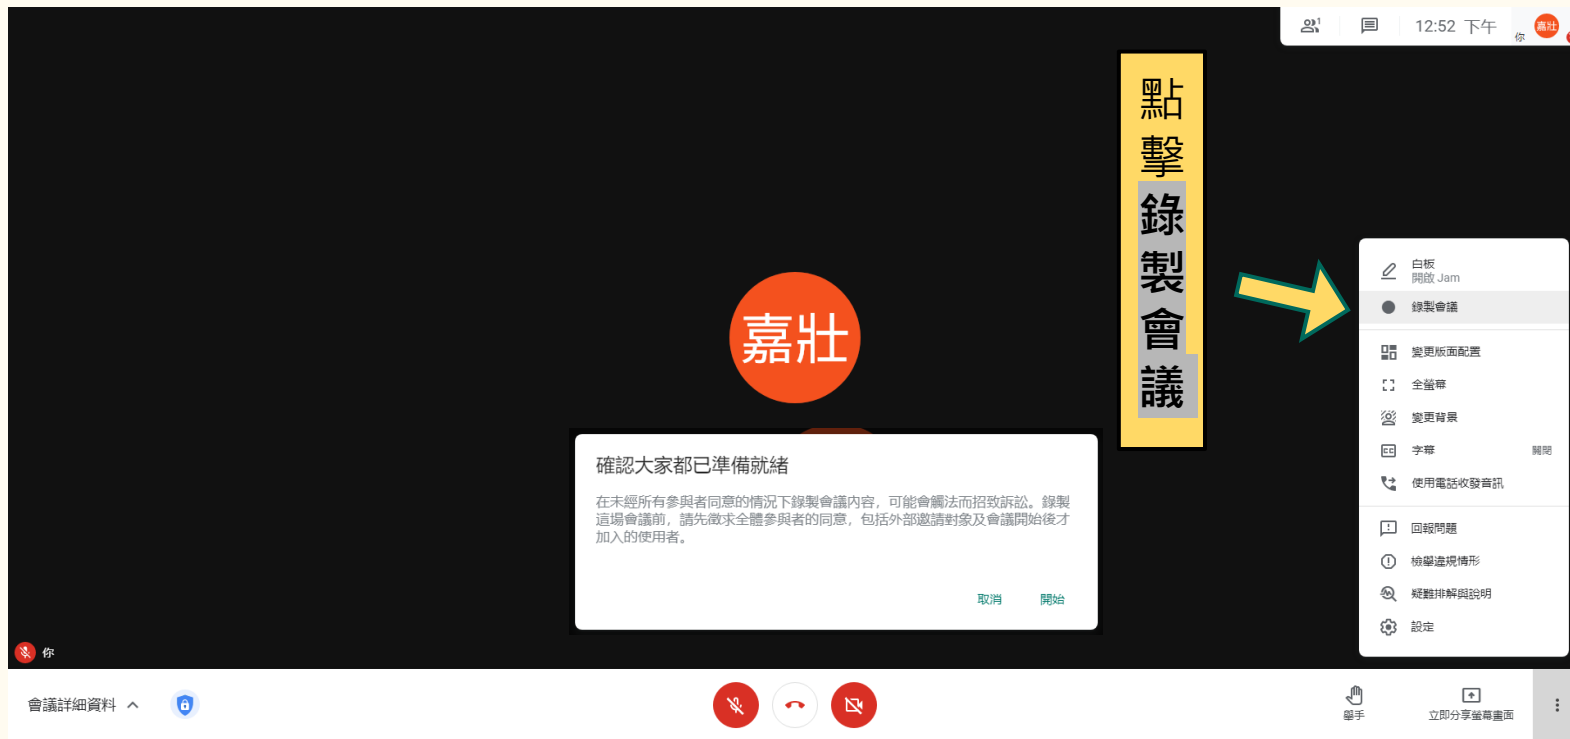 12:52 下午
你
嘉壯
點擊錄製會議
白板
開啟 Jam
錄製會議
變更版面配置
全螢幕
變更背景
字幕 關閉
使用電話收發音訊
回報問題
檢舉違規情形
疑難排解與說明
設定
嘉壯
確認大家都已準備就緒
在未經所有參與者同意的情況下錄製會議內容，可能會觸法而招致訴訟。錄製
這場會議前，請先徵求全體參與者的同意，包括外部邀請對象及會議開始後才
加入的使用者。
取消 開始
你
會議詳細資料
舉手
立即分享螢幕畫面